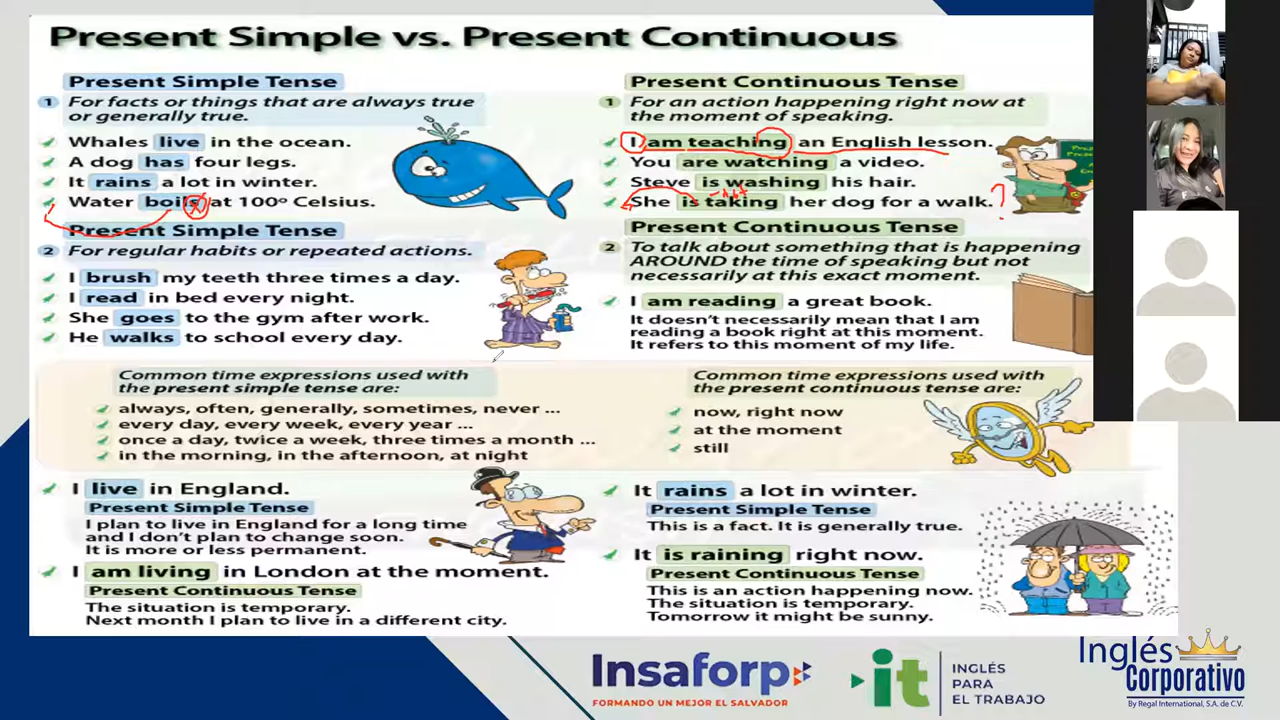 Present Simple vs. Present Continuous
Present Simple Tense
1 For facts or things that are always true
or generally true.
Whales live in the ocean.
A dog has four legs.
It rains a lot in winter.
Water boils at 100º Celsius.
Present Simple Tense
2 For regular habits or repeated actions.
I brush my teeth three times a day.
I read in bed every night.
She goes to the gym after work.
He walks to school every day.
Present Continuous Tense
1 For an action happening right now at
the moment of speaking.
I am teaching an English lesson.
You are watching a video.
Steve is washing his hair.
She is taking her dog for a walk. ?
Present Continuous Tense
2 To talk about something that is happening
AROUND the time of speaking but not
necessarily at this exact moment.
I am reading a great book.
It doesn't necessarily mean that I am
reading a book right at this moment.
It refers to this moment of my life.
Common time expressions used with
the present simple tense are:
always, often, generally, sometimes, never ...
every day, every week, every year ...
once a day, twice a week, three times a month ...
in the morning, in the afternoon, at night
Common time expressions used with
the present continuous tense are:
now, right now
at the moment
still
I live in England.
Present Simple Tense
I plan to live in England for a long time
and I don't plan to change soon.
It is more or less permanent.
I am living in London at the moment.
Present Continuous Tense
The situation is temporary.
Next month I plan to live in a different city.
It rains a lot in winter.
Present Simple Tense
This is a fact. It is generally true.
It is raining right now.
Present Continuous Tense
This is an action happening now.
The situation is temporary.
Tomorrow it might be sunny.
Insaforp
FORMANDO UN MEJOR EL SALVADOR
it
INGLÉS
PARA
EL TRABAJO
Inglés
Corporativo
By Regal International, S.A. de C.V.